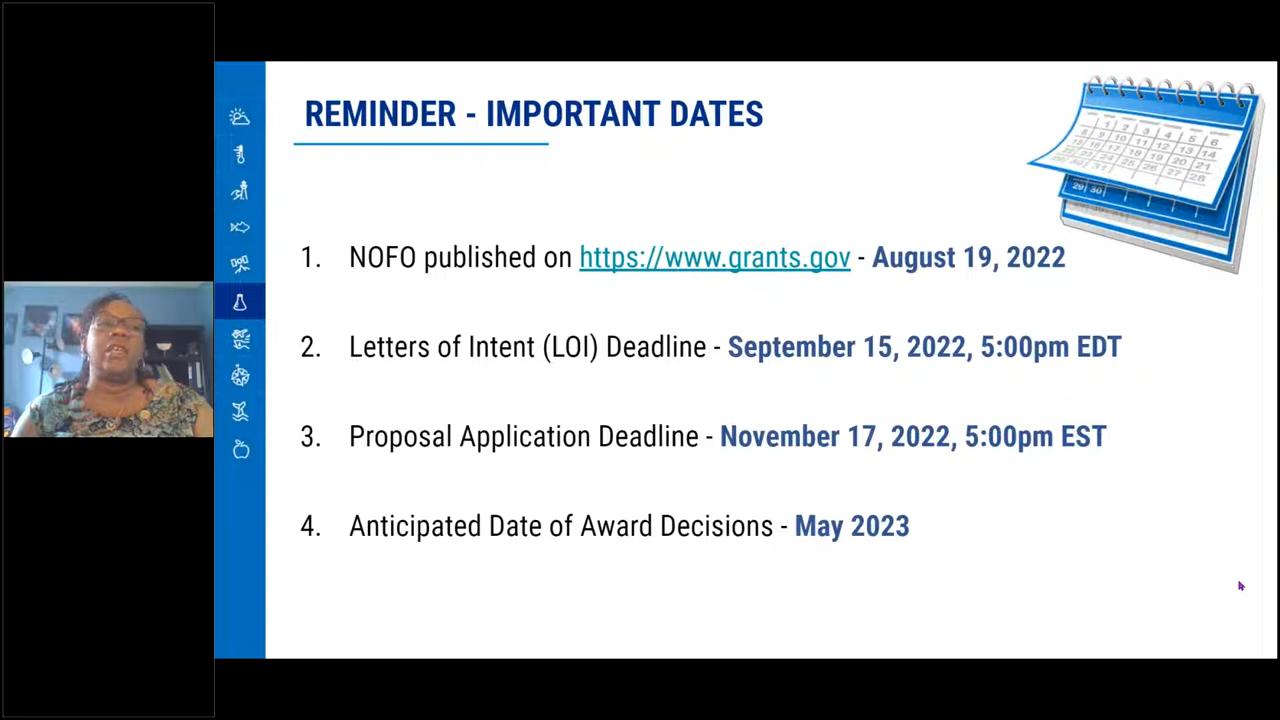 REMINDER - IMPORTANT DATES
1. NOFO published on https://www.grants.gov - August 19, 2022
2. Letters of Intent (LOI) Deadline - September 15, 2022, 5:00pm EDT
3. Proposal Application Deadline - November 17, 2022, 5:00pm EST
4. Anticipated Date of Award Decisions - May 2023